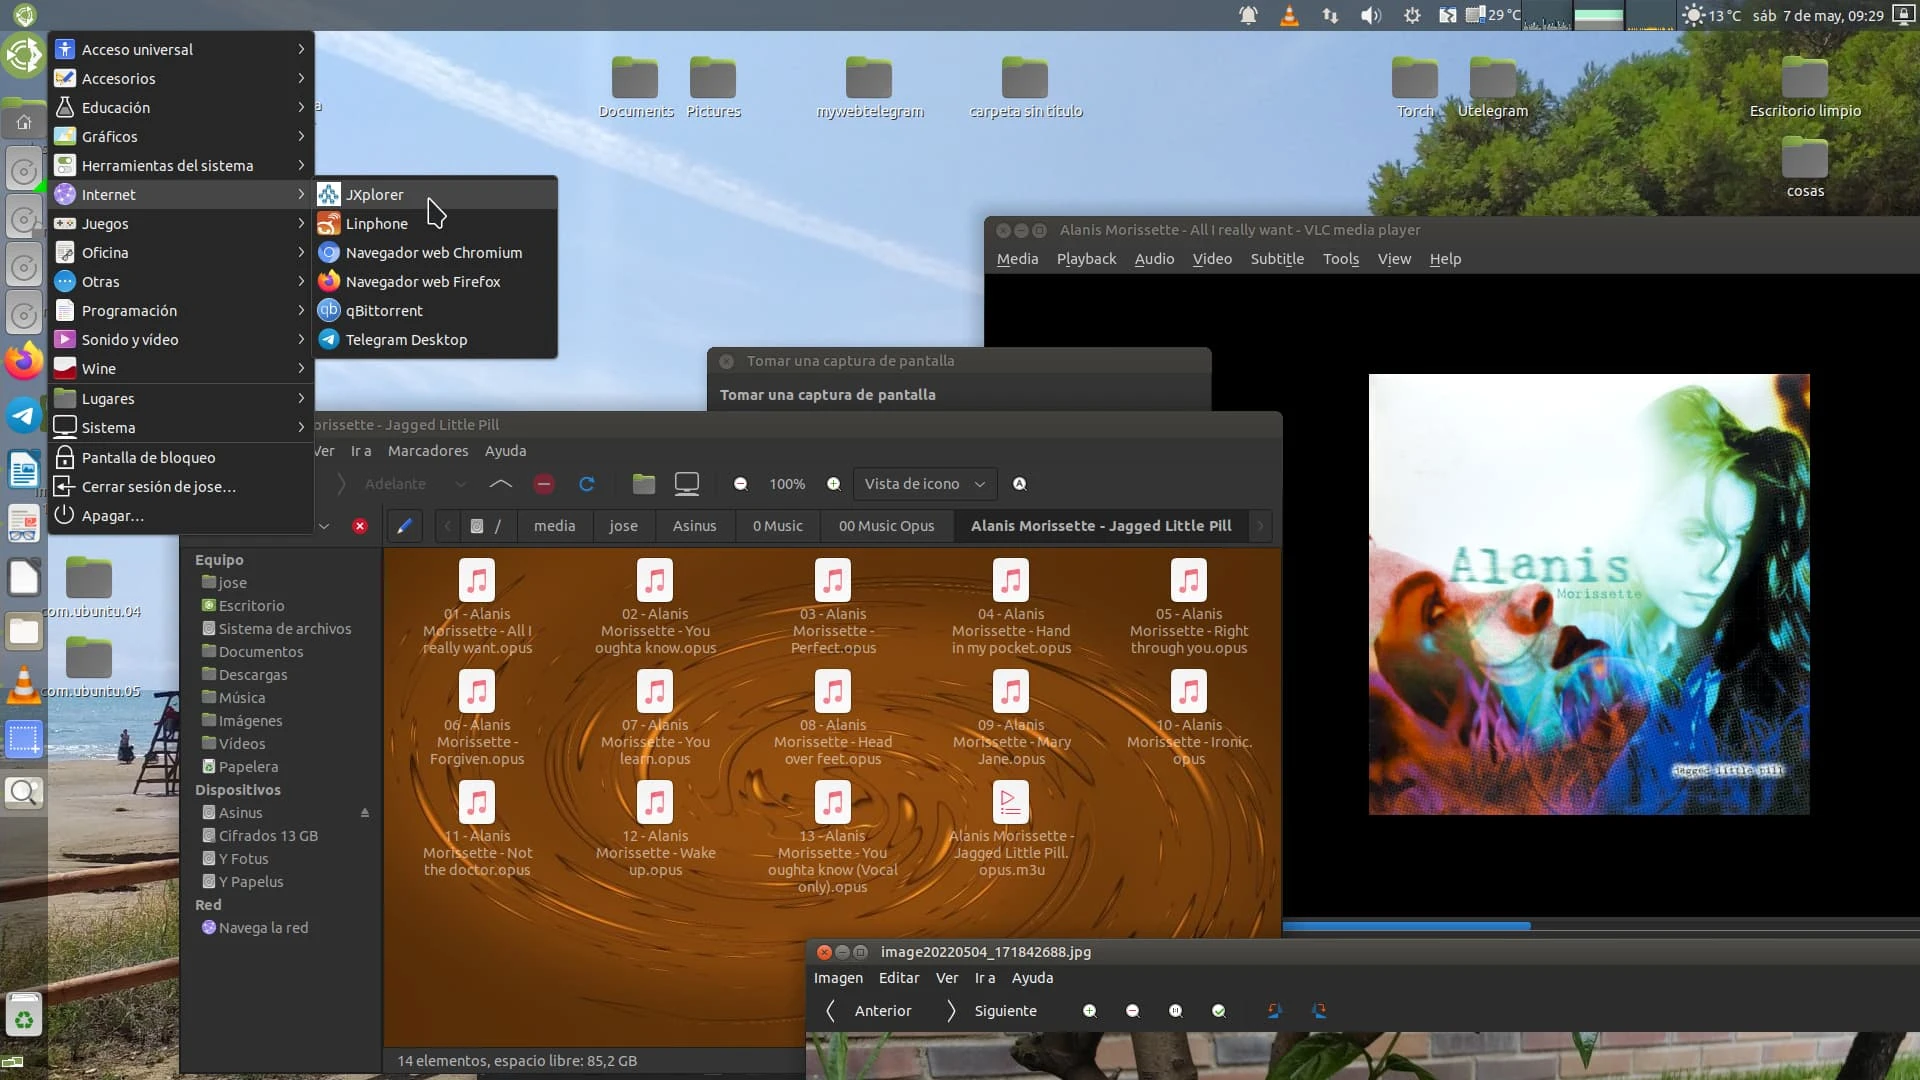 29 °C
13 °C
sáb 7 de may, 09:29
Acceso universal
Accesorios
Educación
Gráficos
Herramientas del sistema
Internet
Juegos
Oficina
Otras
Programación
Sonido y vídeo
Wine
Lugares
Sistema
Pantalla de bloqueo
Cerrar sesión de jose…
Apagar…
JXplorer
Linphone
Navegador web Chromium
Navegador web Firefox
qBittorrent
Telegram Desktop
Documents
Pictures
mywebtelegram
carpeta sin título
Torch
Utelegram
Escritorio limpio
cosas
com.ubuntu.04
com.ubuntu.05
Alanis Morissette - All I really want - VLC media player
Media Playback Audio Video Subtitle Tools View Help
Alanis
Morissette
jagged little pill
Tomar una captura de pantalla
Tomar una captura de pantalla
orissette - Jagged Little Pill
Ver Ir a Marcadores Ayuda
Adelante
100%
Vista de icono
/ media jose Asinus 0 Music 00 Music Opus Alanis Morissette - Jagged Little Pill
Equipo
jose
Escritorio
Sistema de archivos
Documentos
Descargas
Música
Imágenes
Vídeos
Papelera
Dispositivos
Asinus
Cifrados 13 GB
Y Fotus
Y Papelus
Red
Navega la red
01 - Alanis
Morissette - All I
really want.opus
02 - Alanis
Morissette - You
oughta know.opus
03 - Alanis
Morissette -
Perfect.opus
04 - Alanis
Morissette - Hand
in my pocket.opus
05 - Alanis
Morissette - Right
through you.opus
06 - Alanis
Morissette -
Forgiven.opus
07 - Alanis
Morissette - You
learn.opus
08 - Alanis
Morissette - Head
over feet.opus
09 - Alanis
Morissette - Mary
Jane.opus
10 - Alanis
Morissette - Ironic.
opus
11 - Alanis
Morissette - Not
the doctor.opus
12 - Alanis
Morissette - Wake
up.opus
13 - Alanis
Morissette - You
oughta know (Vocal
only).opus
Alanis Morissette -
Jagged Little Pill.
opus.m3u
14 elementos, espacio libre: 85,2 GB
image20220504_171842688.jpg
Imagen Editar Ver Ir a Ayuda
Anterior Siguiente